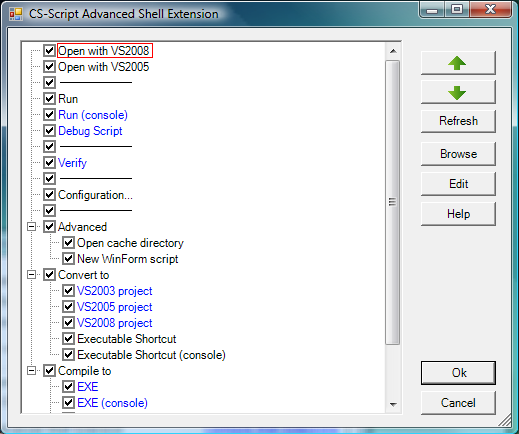 CS-Script Advanced Shell Extension
Open with VS2008
Open with VS2005
Run
Run (console)
Debug Script
Verify
Configuration...
Advanced
Open cache directory
New WinForm script
Convert to
VS2003 project
VS2005 project
VS2008 project
Executable Shortcut
Executable Shortcut (console)
Compile to
EXE
EXE (console)
Refresh
Browse
Edit
Help
Ok
Cancel